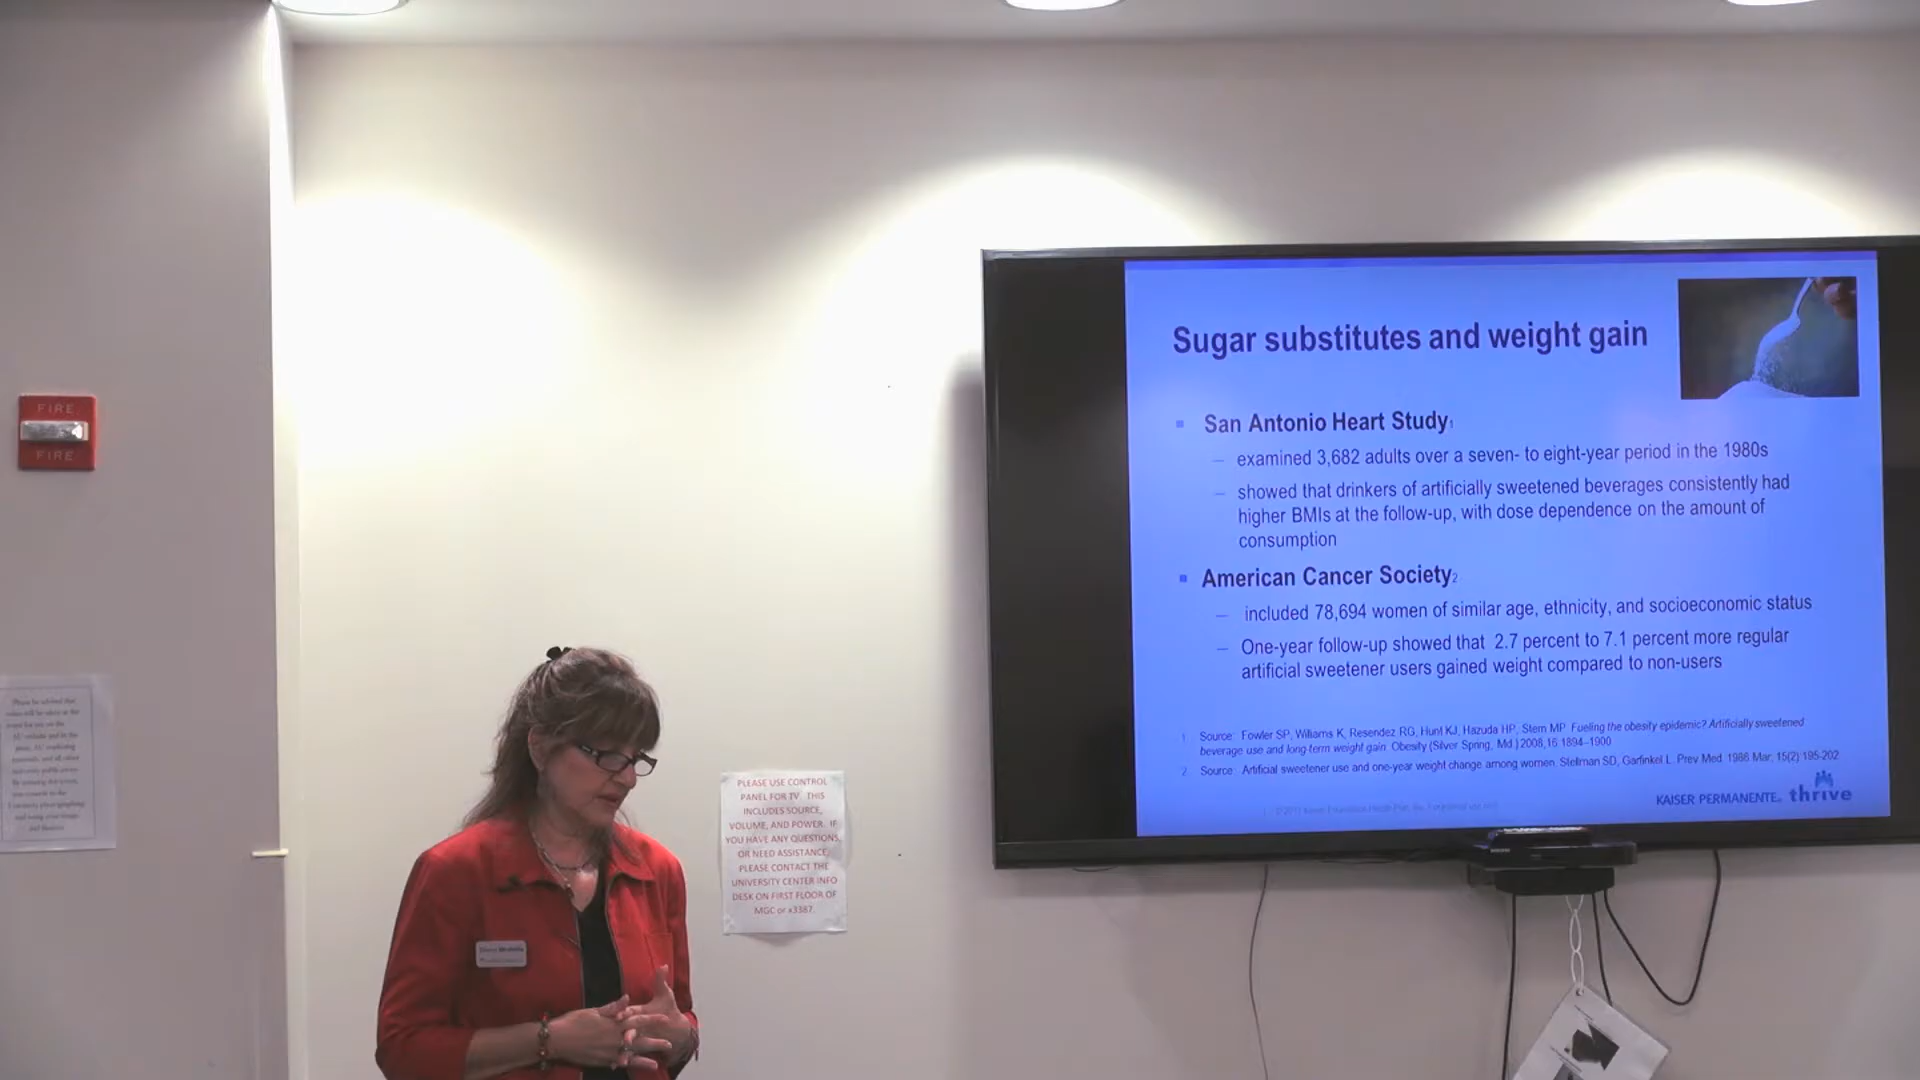 FIRE
FIRE
PLEASE USE CONTROL
PANEL FOR TV. THIS
INCLUDES SOURCE,
VOLUME, AND POWER. IF
YOU HAVE ANY QUESTIONS,
OR NEED ASSISTANCE,
PLEASE CONTACT THE
UNIVERSITY CENTER INFO
DESK ON FIRST FLOOR OF
MGC or x3387.
Sugar substitutes and weight gain
San Antonio Heart Study1
– examined 3,682 adults over a seven- to eight-year period in the 1980s
– showed that drinkers of artificially sweetened beverages consistently had
higher BMIs at the follow-up, with dose dependence on the amount of
consumption
American Cancer Society2
– included 78,694 women of similar age, ethnicity, and socioeconomic status
– One-year follow-up showed that 2.7 percent to 7.1 percent more regular
artificial sweetener users gained weight compared to non-users
1 Source: Fowler SP, Williams K, Resendez RG, Hunt KJ, Hazuda HP, Stern MP. Fueling the obesity epidemic? Artificially sweetened
beverage use and long-term weight gain. Obesity (Silver Spring, Md.) 2008;16:1894–1900
2 Source: Artificial sweetener use and one-year weight change among women. Stellman SD, Garfinkel L. Prev Med. 1986 Mar; 15(2):195-202
KAISER PERMANENTE. thrive